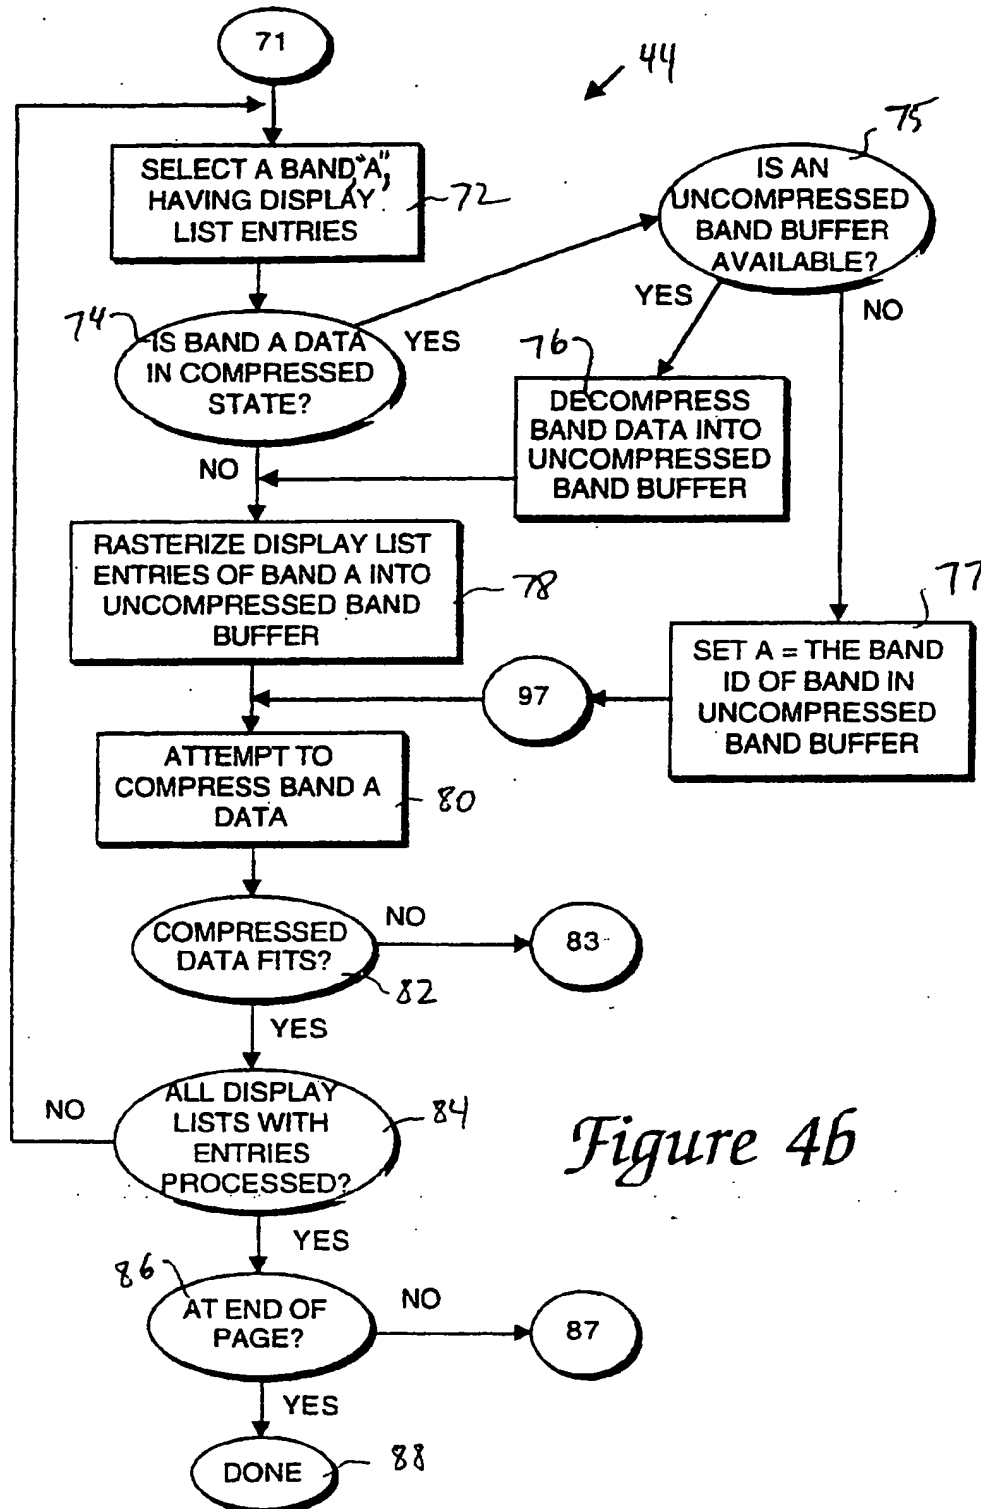 71
44
SELECT A BAND,"A",
HAVING DISPLAY
LIST ENTRIES
72
75
IS AN
UNCOMPRESSED
BAND BUFFER
AVAILABLE?
YES
NO
74
IS BAND A DATA
IN COMPRESSED
STATE?
YES
NO
76
DECOMPRESS
BAND DATA INTO
UNCOMPRESSED
BAND BUFFER
RASTERIZE DISPLAY LIST
ENTRIES OF BAND A INTO
UNCOMPRESSED BAND
BUFFER
78
77
SET A = THE BAND
ID OF BAND IN
UNCOMPRESSED
BAND BUFFER
97
ATTEMPT TO
COMPRESS BAND A
DATA
80
COMPRESSED
DATA FITS?
82
NO
83
YES
ALL DISPLAY
LISTS WITH
ENTRIES
PROCESSED?
84
NO
YES
Figure 4b
86
AT END OF
PAGE?
NO
87
YES
DONE
88